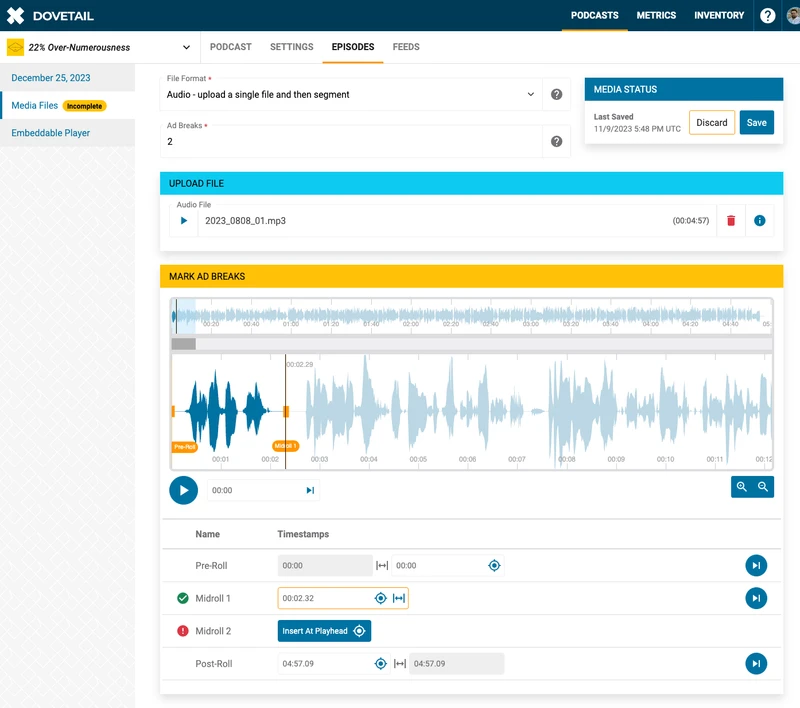 DOVETAIL
PODCASTS METRICS INVENTORY ?
22% Over-Numerousness
PODCAST SETTINGS EPISODES FEEDS
December 25, 2023
Media Files Incomplete
Embeddable Player
File Format *
Audio - upload a single file and then segment
Ad Breaks *
2
MEDIA STATUS
Last Saved
11/9/2023 5:48 PM UTC
Discard Save
UPLOAD FILE
Audio File
2023_0808_01.mp3 (00:04:57)
MARK AD BREAKS
00:20 00:40 01:00 01:20 01:40 02:00 02:20 02:40 03:00 03:20 03:40 04:00 04:20 04:40 05:
00:02.29
Pre-Roll Midroll 1
00:01 00:02 00:03 00:04 00:05 00:06 00:07 00:08 00:09 00:10 00:11 00:12
00:00
Name Timestamps
Pre-Roll 00:00 00:00
Midroll 1 00:02.32
Midroll 2 Insert At Playhead
Post-Roll 04:57.09 04:57.09